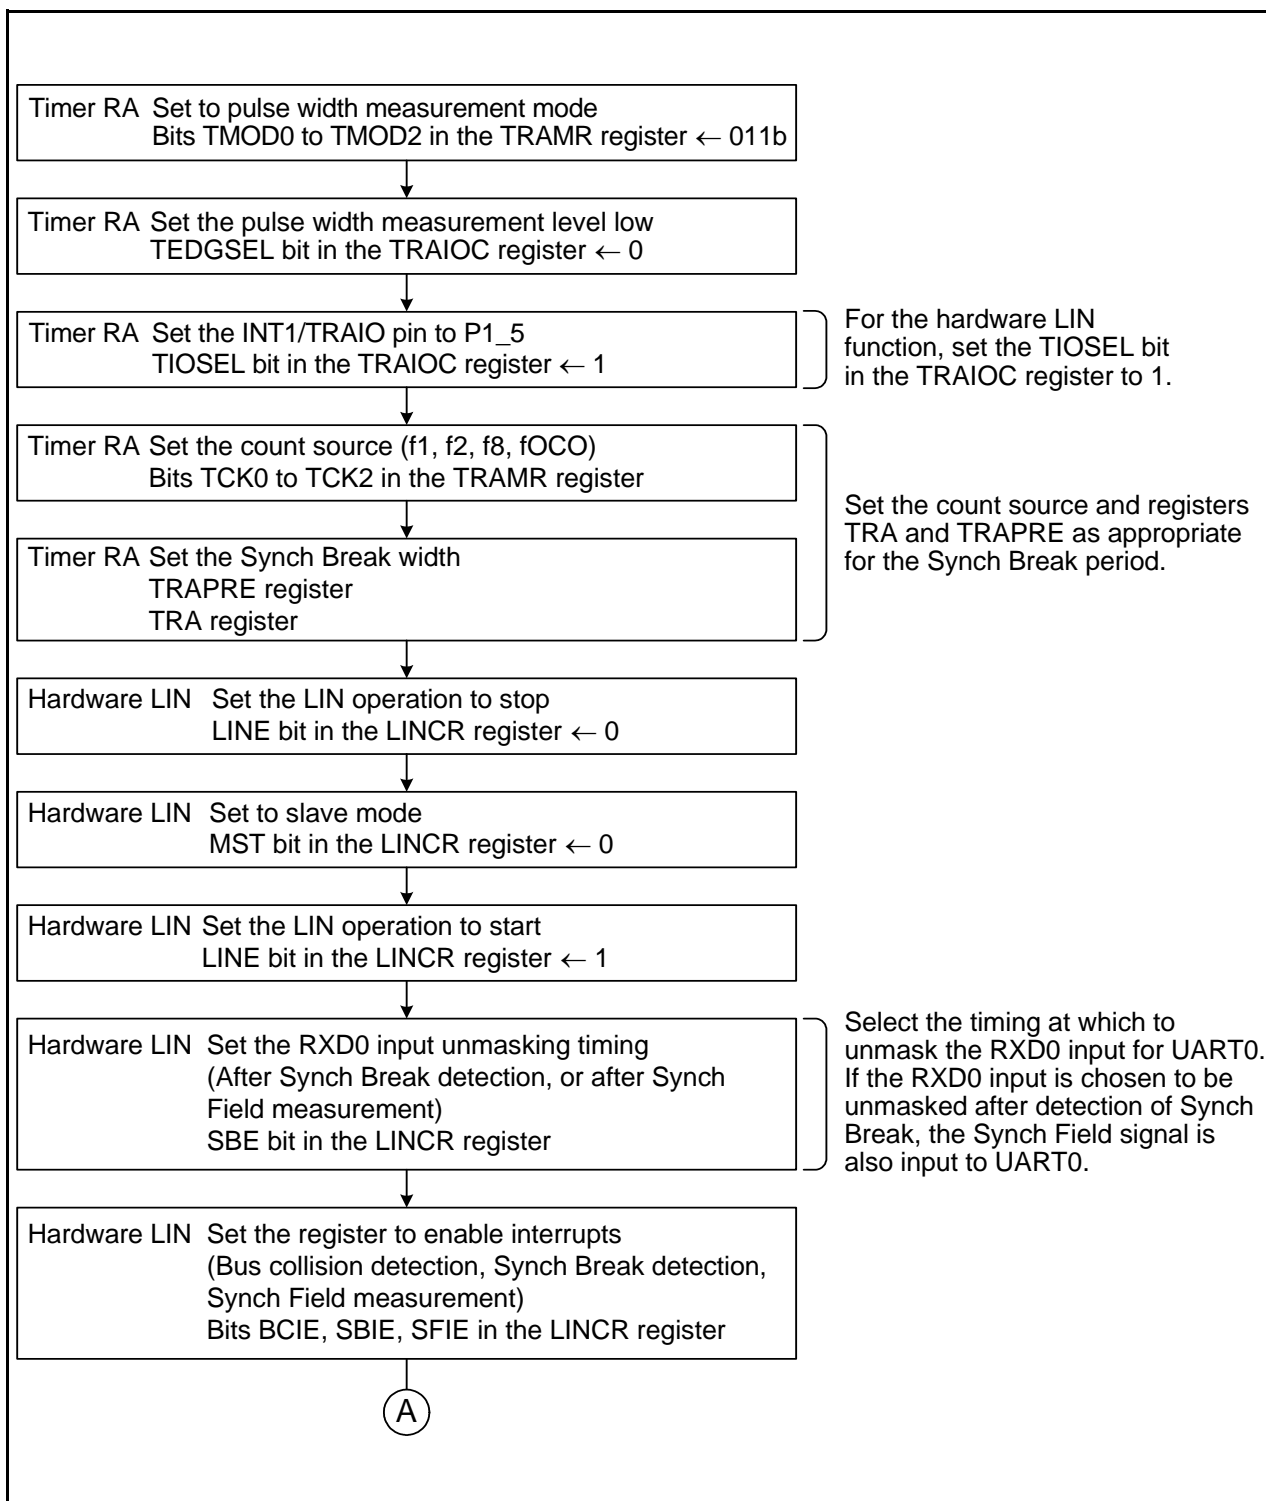 Timer RA Set to pulse width measurement mode
Bits TMOD0 to TMOD2 in the TRAMR register ← 011b
Timer RA Set the pulse width measurement level low
TEDGSEL bit in the TRAIOC register ← 0
Timer RA Set the INT1/TRAIO pin to P1_5
TIOSEL bit in the TRAIOC register ← 1
For the hardware LIN
function, set the TIOSEL bit
in the TRAIOC register to 1.
Timer RA Set the count source (f1, f2, f8, fOCO)
Bits TCK0 to TCK2 in the TRAMR register
Timer RA Set the Synch Break width
TRAPRE register
TRA register
Set the count source and registers
TRA and TRAPRE as appropriate
for the Synch Break period.
Hardware LIN Set the LIN operation to stop
LINE bit in the LINCR register ← 0
Hardware LIN Set to slave mode
MST bit in the LINCR register ← 0
Hardware LIN Set the LIN operation to start
LINE bit in the LINCR register ← 1
Hardware LIN Set the RXD0 input unmasking timing
(After Synch Break detection, or after Synch
Field measurement)
SBE bit in the LINCR register
Select the timing at which to
unmask the RXD0 input for UART0.
If the RXD0 input is chosen to be
unmasked after detection of Synch
Break, the Synch Field signal is
also input to UART0.
Hardware LIN Set the register to enable interrupts
(Bus collision detection, Synch Break detection,
Synch Field measurement)
Bits BCIE, SBIE, SFIE in the LINCR register
A